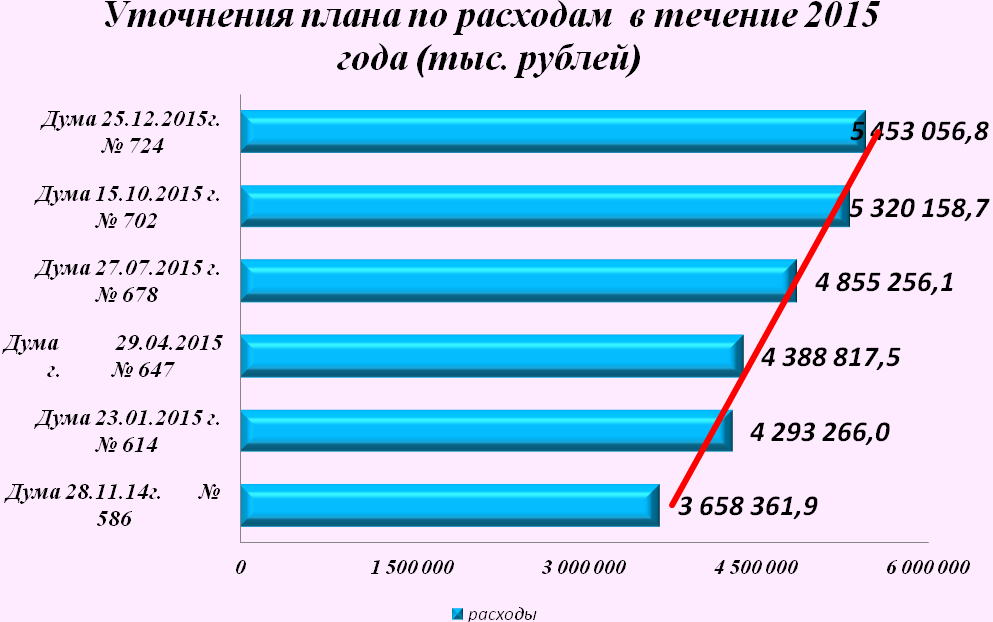 Уточнения плана по расходам в течение 2015
года (тыс. рублей)
Дума 25.12.2015г.
№ 724
5 453 056,8
Дума 15.10.2015 г.
№ 702
5 320 158,7
Дума 27.07.2015 г.
№ 678
4 855 256,1
Дума 29.04.2015
г. № 647
4 388 817,5
Дума 23.01.2015 г.
№ 614
4 293 266,0
Дума 28.11.14г. №
586
3 658 361,9
0 1 500 000 3 000 000 4 500 000 6 000 000
расходы